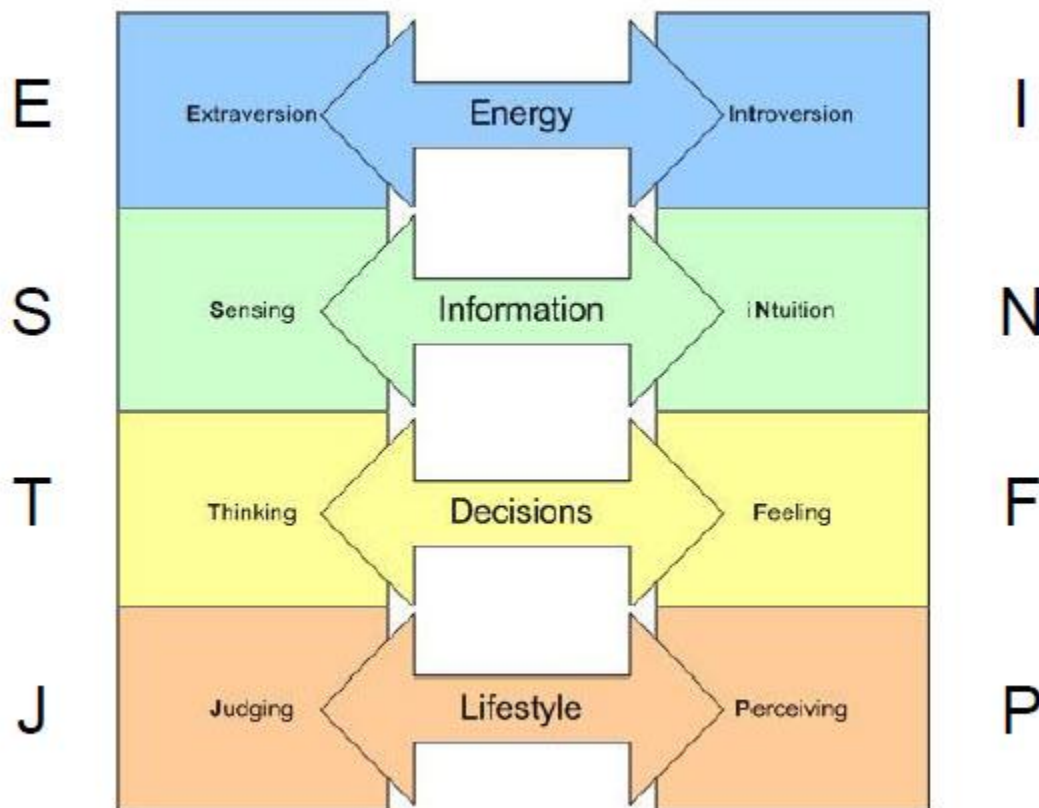 E Extraversion Energy Introversion I
S Sensing Information iNtuition N
T Thinking Decisions Feeling F
J Judging Lifestyle Perceiving P